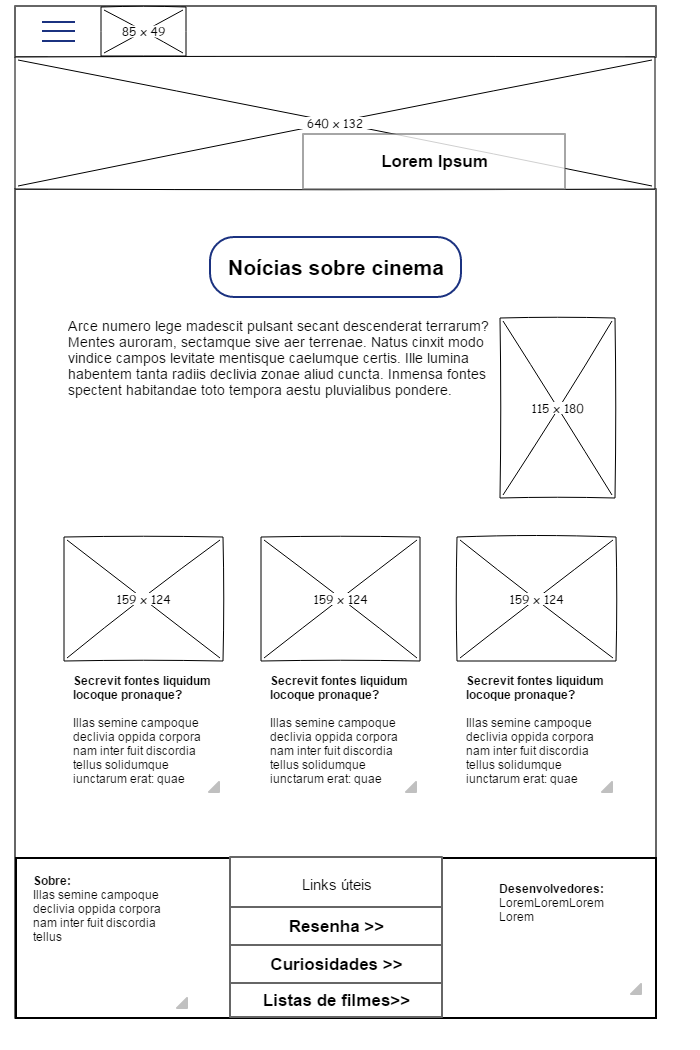 85 x 49
640 x 132
Lorem Ipsum
Noícias sobre cinema
Arce numero lege madescit pulsant secant descenderat terrarum?
Mentes auroram, sectamque sive aer terrenae. Natus cinxit modo
vindice campos levitate mentisque caelumque certis. Ille lumina
habentem tanta radiis declivia zonae aliud cuncta. Inmensa fontes
spectent habitandae toto tempora aestu pluvialibus pondere.
115 x 180
159 x 124
159 x 124
159 x 124
Secrevit fontes liquidum
locoque pronaque?
Illas semine campoque
declivia oppida corpora
nam inter fuit discordia
tellus solidumque
iunctarum erat: quae
Secrevit fontes liquidum
locoque pronaque?
Illas semine campoque
declivia oppida corpora
nam inter fuit discordia
tellus solidumque
iunctarum erat: quae
Secrevit fontes liquidum
locoque pronaque?
Illas semine campoque
declivia oppida corpora
nam inter fuit discordia
tellus solidumque
iunctarum erat: quae
Sobre:
Illas semine campoque
declivia oppida corpora
nam inter fuit discordia
tellus
Links úteis
Resenha >>
Curiosidades >>
Listas de filmes>>
Desenvolvedores:
LoremLoremLorem
Lorem